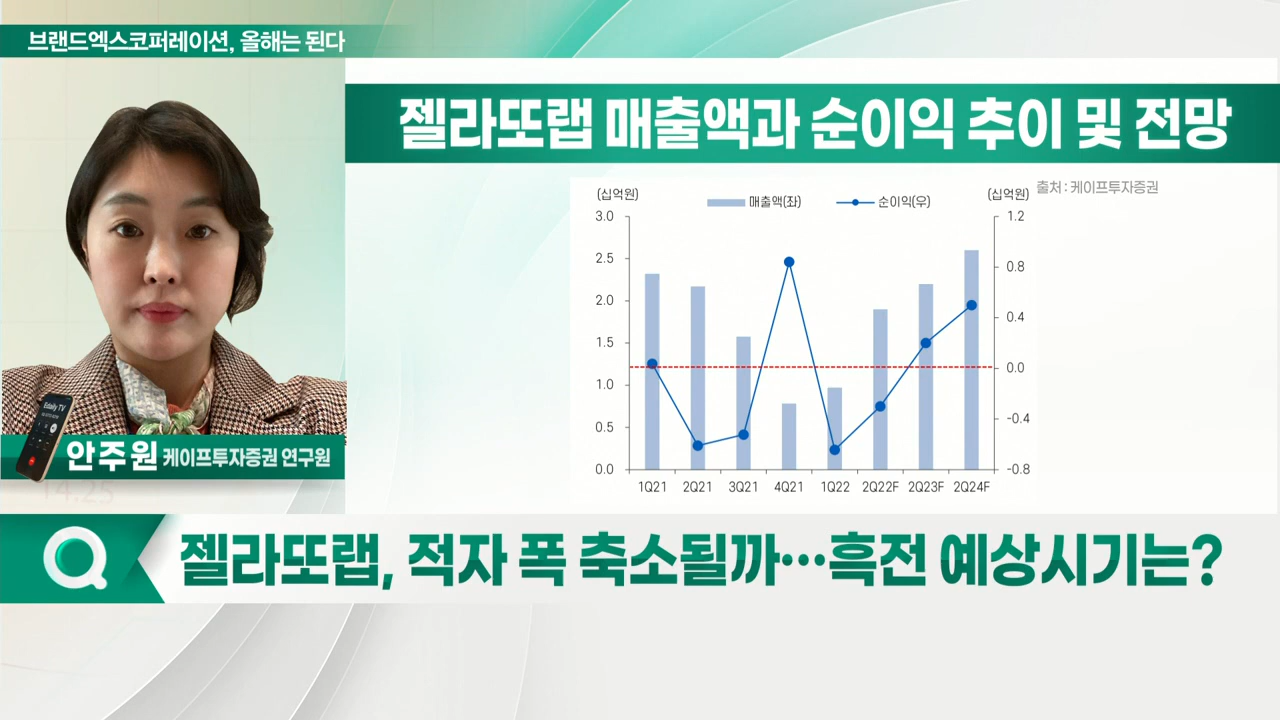 브랜드엑스코퍼레이션, 올해는 된다
젤라또랩 매출액과 순이익 추이 및 전망
출처 : 케이프투자증권
(십억원)
매출액(좌)
순이익(우)
(십억원)
3.0
2.5
2.0
1.5
1.0
0.5
0.0
1.2
0.8
0.4
0.0
-0.4
-0.8
1Q21 2Q21 3Q21 4Q21 1Q22 2Q22F 2Q23F 2Q24F
Edaily TV
안주원 케이프투자증권 연구원
14:25
Q 젤라또랩, 적자 폭 축소될까…흑전 예상시기는?